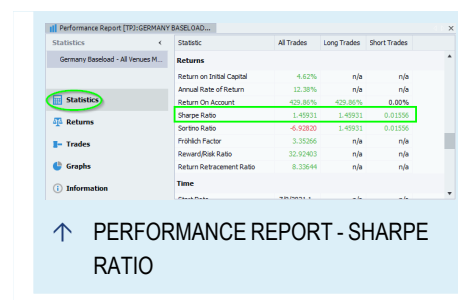 Performance Report [TP]:GERMANY BASELOAD...
Statistics
Statistic All Trades Long Trades Short Trades
Germany Baseload - All Venues M...
Returns
Return on Initial Capital 4.62% n/a n/a
Annual Rate of Return 12.38% n/a n/a
Statistics
Return On Account 429.86% 429.86% 0.00%
Sharpe Ratio 1.45931 1.45931 0.01556
Returns
Sortino Ratio -6.92820 1.45931 0.01556
Fröhlich Factor 3.35266 n/a n/a
Trades
Reward/Risk Ratio 32.92403 n/a n/a
Graphs
Return Retracement Ratio 8.33644 n/a n/a
Information
Time
↑ PERFORMANCE REPORT - SHARPE
RATIO